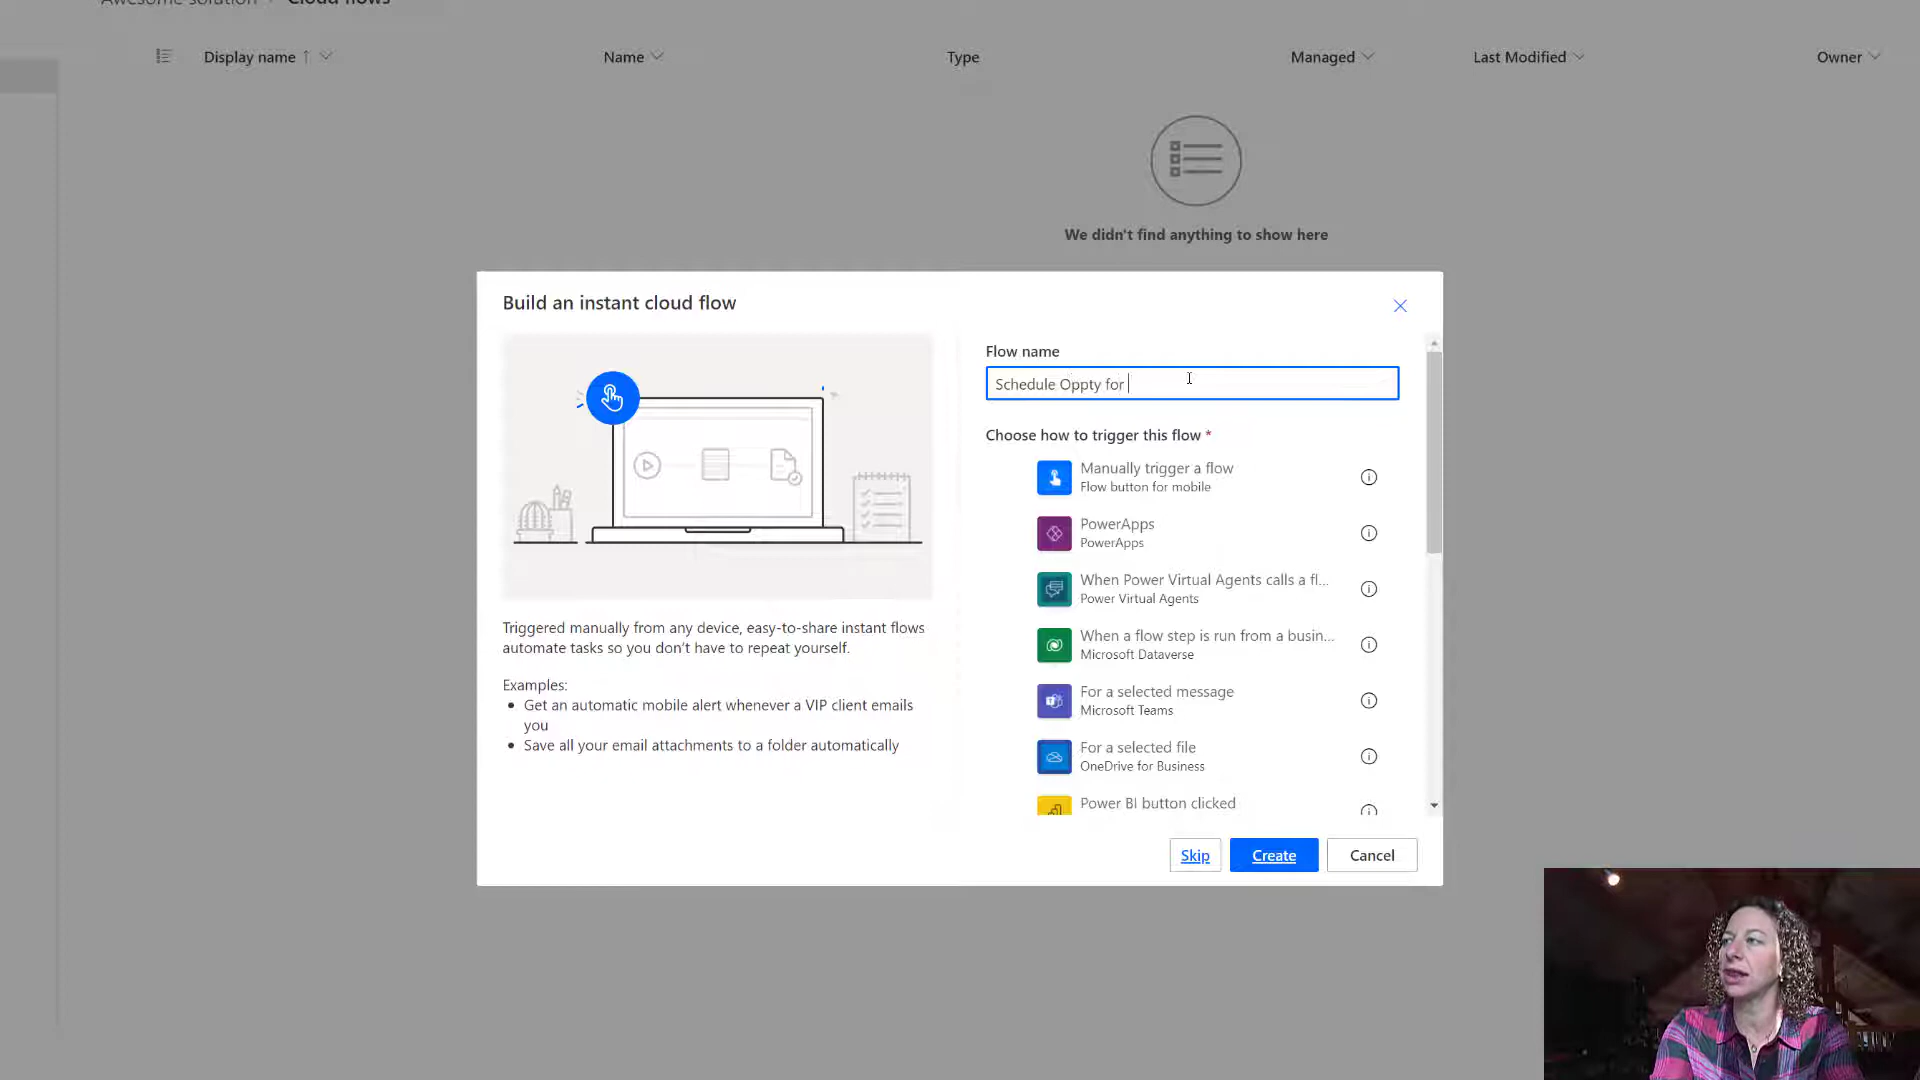 Awesome solution > Cloud flows
Display name ↑
Name
Type
Managed
Last Modified
Owner
We didn't find anything to show here
Build an instant cloud flow
Triggered manually from any device, easy-to-share instant flows
automate tasks so you don't have to repeat yourself.
Examples:
• Get an automatic mobile alert whenever a VIP client emails
you
• Save all your email attachments to a folder automatically
Flow name
Schedule Oppty for
Choose how to trigger this flow *
Manually trigger a flow
Flow button for mobile
PowerApps
PowerApps
When Power Virtual Agents calls a fl...
Power Virtual Agents
When a flow step is run from a busin...
Microsoft Dataverse
For a selected message
Microsoft Teams
For a selected file
OneDrive for Business
Power BI button clicked
Skip
Create
Cancel